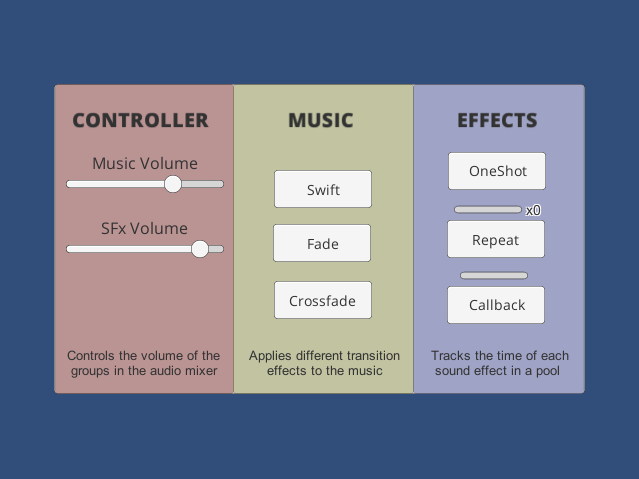 CONTROLLER
Music Volume
SFx Volume
Controls the volume of the
groups in the audio mixer
MUSIC
Swift
Fade
Crossfade
Applies different transition
effects to the music
EFFECTS
OneShot
x0
Repeat
Callback
Tracks the time of each
sound effect in a pool